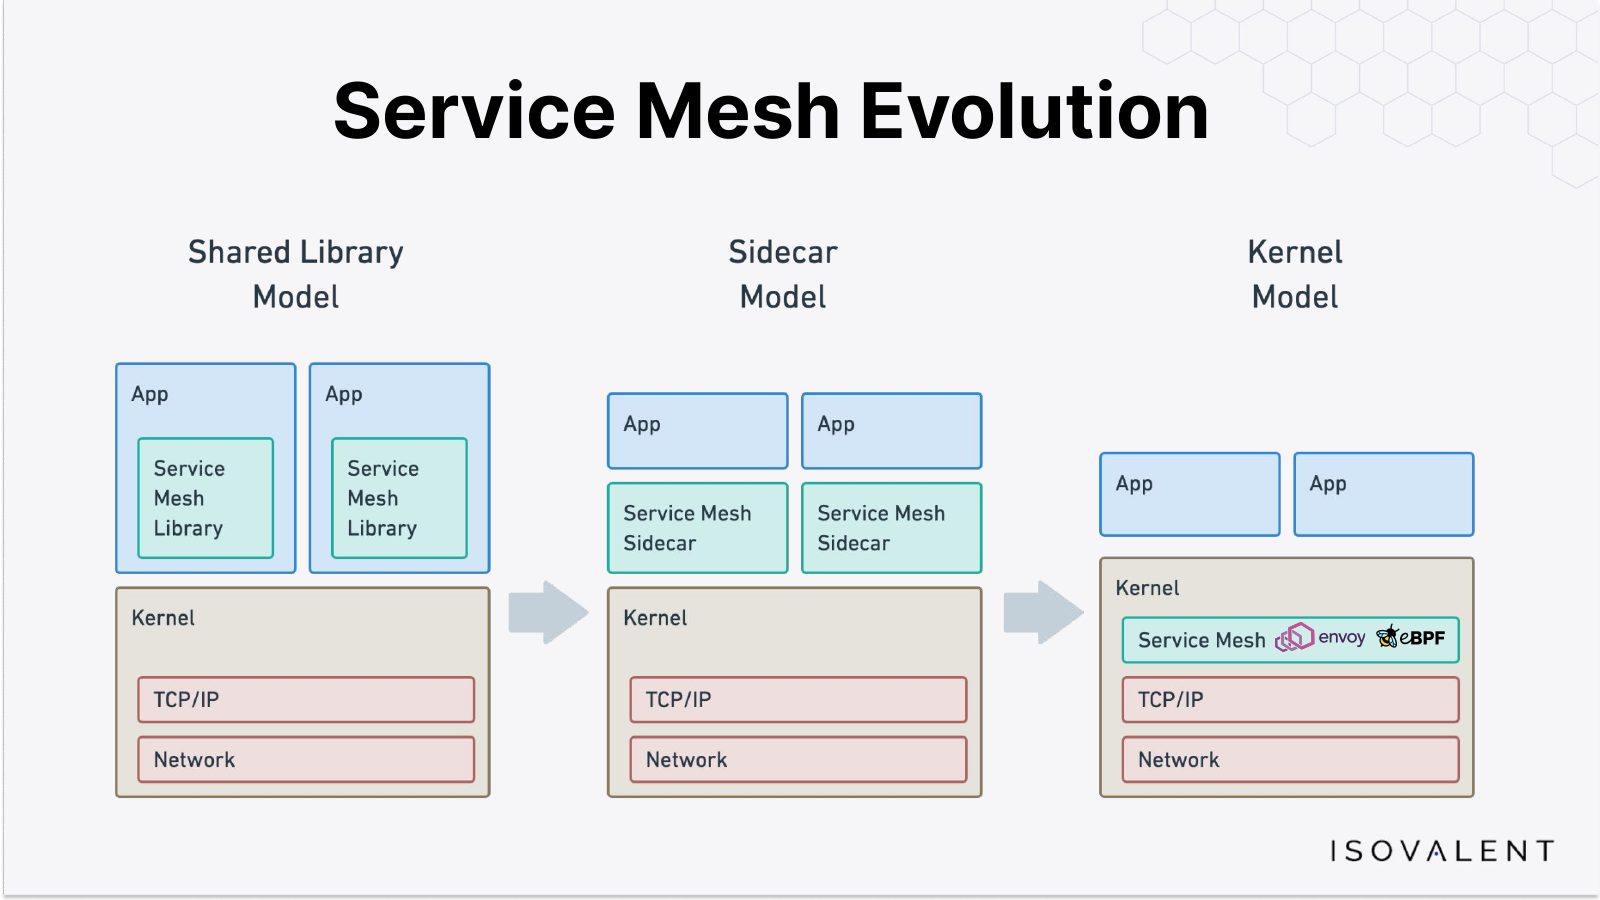 Service Mesh Evolution
Shared Library
Model
App
Service
Mesh
Library
App
Service
Mesh
Library
Kernel
TCP/IP
Network
Sidecar
Model
App
App
Service Mesh
Sidecar
Service Mesh
Sidecar
Kernel
TCP/IP
Network
Kernel
Model
App
App
Kernel
Service Mesh envoy eBPF
TCP/IP
Network
ISOVALENT